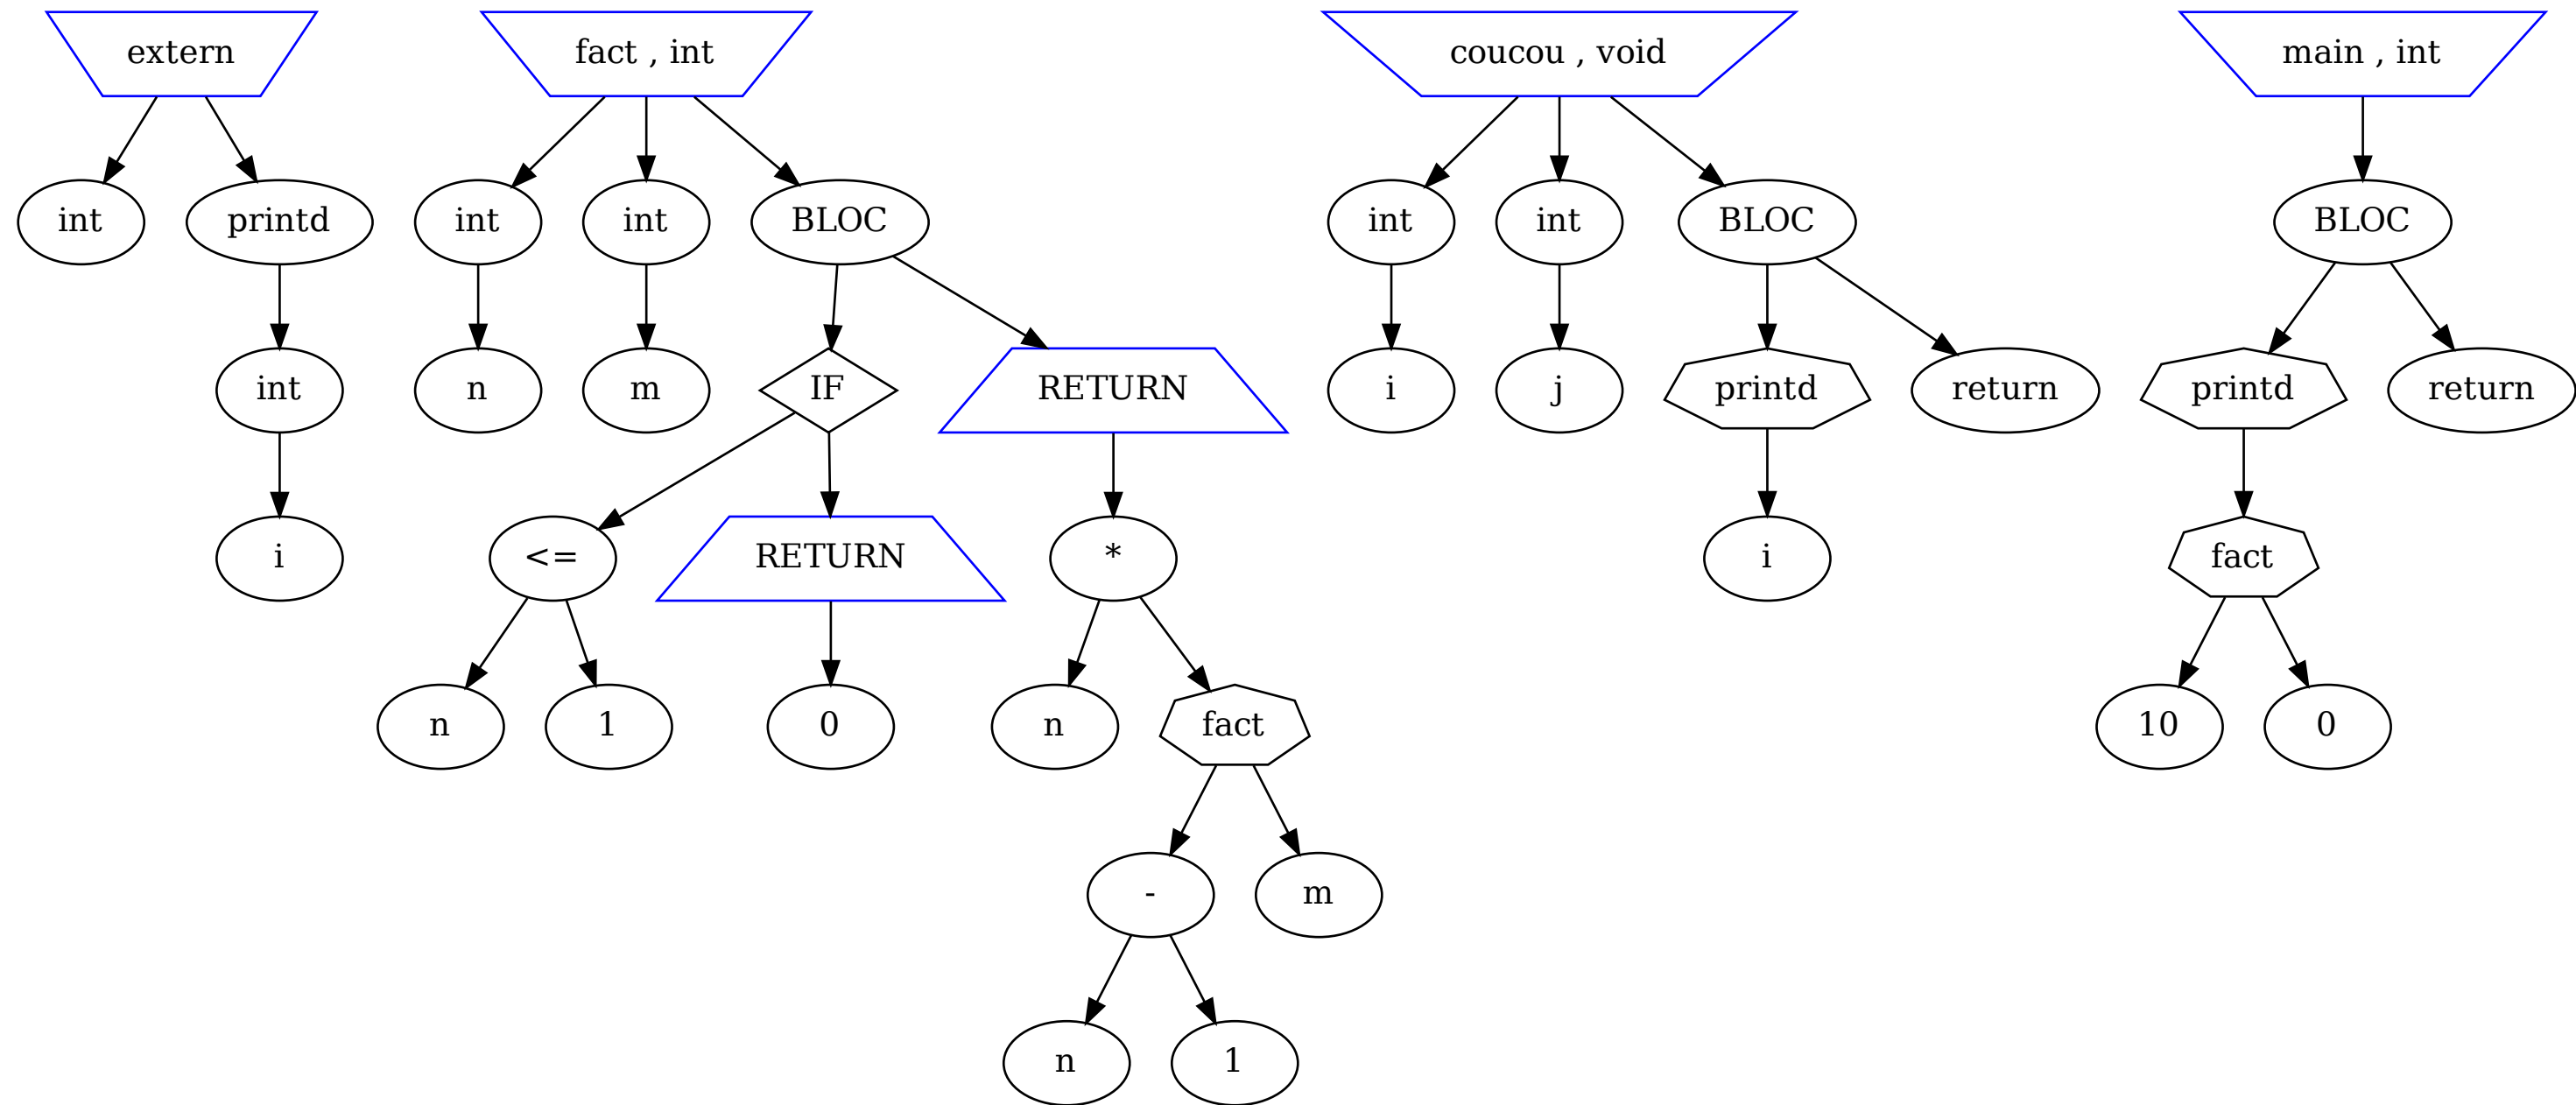 extern
fact , int
coucou , void
main , int
int
printd
int
int
BLOC
int
int
BLOC
BLOC
int
n
m
IF
RETURN
i
j
printd
return
printd
return
i
<=
RETURN
*
i
fact
n
1
0
n
fact
10
0
-
m
n
1